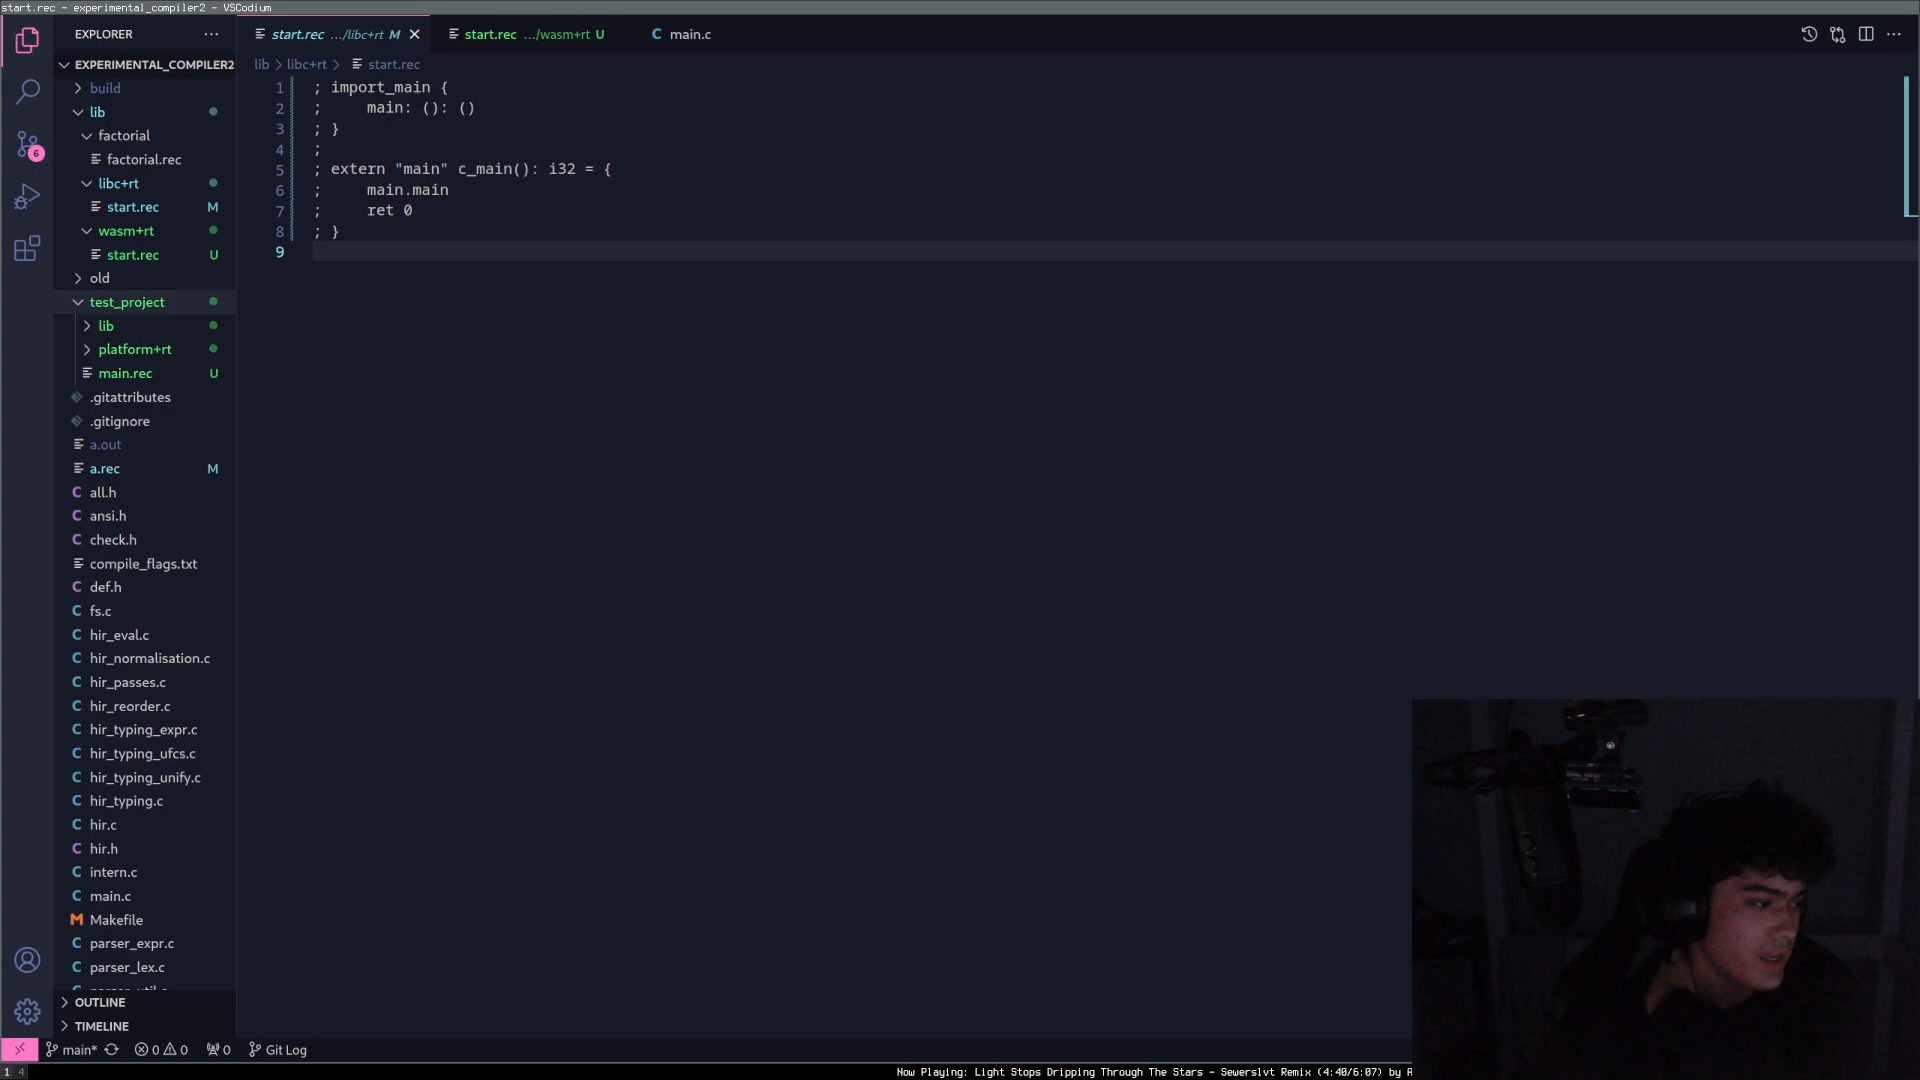 start.rec - experimental_compiler2 - VSCodium
EXPLORER
start.rec .../libc+rt M
start.rec .../wasm+rt U
C main.c
EXPERIMENTAL_COMPILER2
lib > libc+rt > start.rec
build
lib
factorial
factorial.rec
libc+rt
start.rec M
wasm+rt
start.rec U
old
test_project
lib
platform+rt
main.rec U
.gitattributes
.gitignore
a.out
a.rec M
C all.h
C ansi.h
C check.h
compile_flags.txt
C def.h
C fs.c
C hir_eval.c
C hir_normalisation.c
C hir_passes.c
C hir_reorder.c
C hir_typing_expr.c
C hir_typing_ufcs.c
C hir_typing_unify.c
C hir_typing.c
C hir.c
C hir.h
C intern.c
C main.c
M Makefile
C parser_expr.c
C parser_lex.c
OUTLINE
TIMELINE
6
1 ; import_main {
2 ;     main: (): ()
3 ; }
4 ;
5 ; extern "main" c_main(): i32 = {
6 ;     main.main
7 ;     ret 0
8 ; }
9
main* 0 0 0 Git Log
1 4
Now Playing: Light Stops Dripping Through The Stars - Sewerslvt Remix (4:40/6:07) by